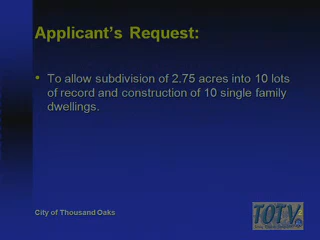 Applicant's Request:
• To allow subdivision of 2.75 acres into 10 lots
of record and construction of 10 single family
dwellings.
City of Thousand Oaks
TOTV